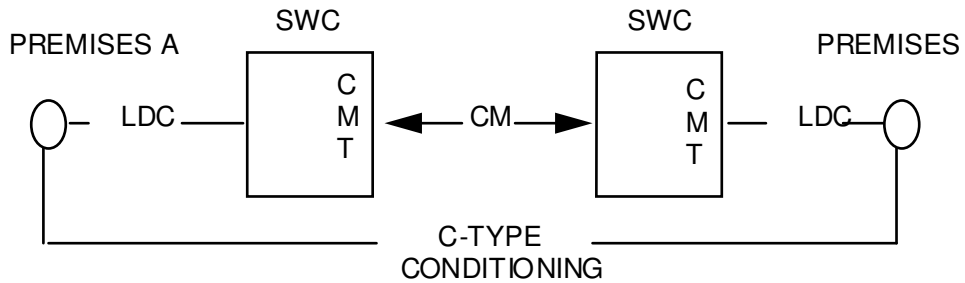 SWC SWC
PREMISES A PREMISES
C
M
T
C
M
T
LDC CM LDC
C-TYPE
CONDITIONING